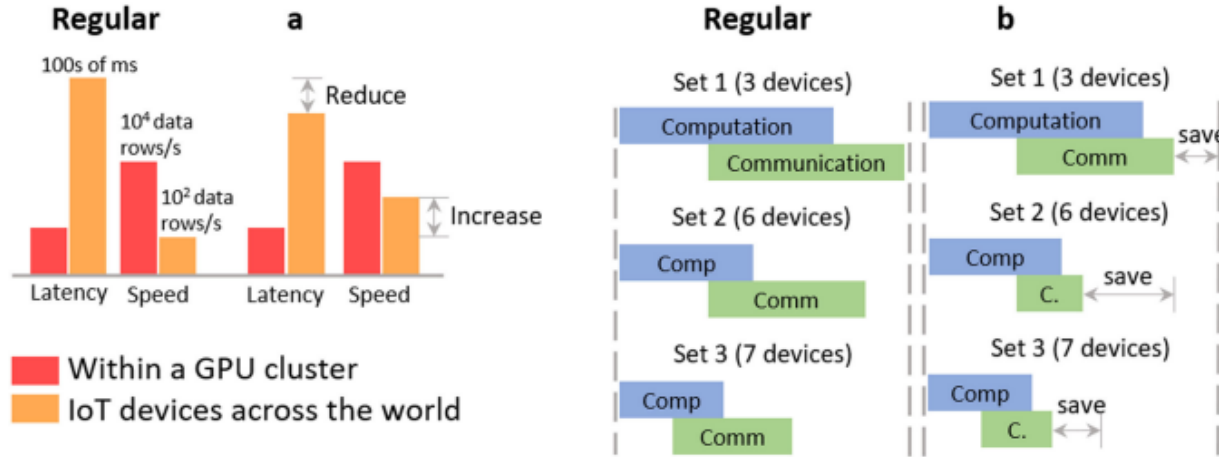 Regular
a
100s of ms
10⁴ data
rows/s
10² data
rows/s
Reduce
Increase
Latency
Speed
Latency
Speed
Within a GPU cluster
IoT devices across the world
Regular
b
Set 1 (3 devices)
Computation
Communication
Set 2 (6 devices)
Comp
Comm
Set 3 (7 devices)
Comp
Comm
Set 1 (3 devices)
Computation
save
Comm
Set 2 (6 devices)
Comp
save
C.
Set 3 (7 devices)
Comp
save
C.